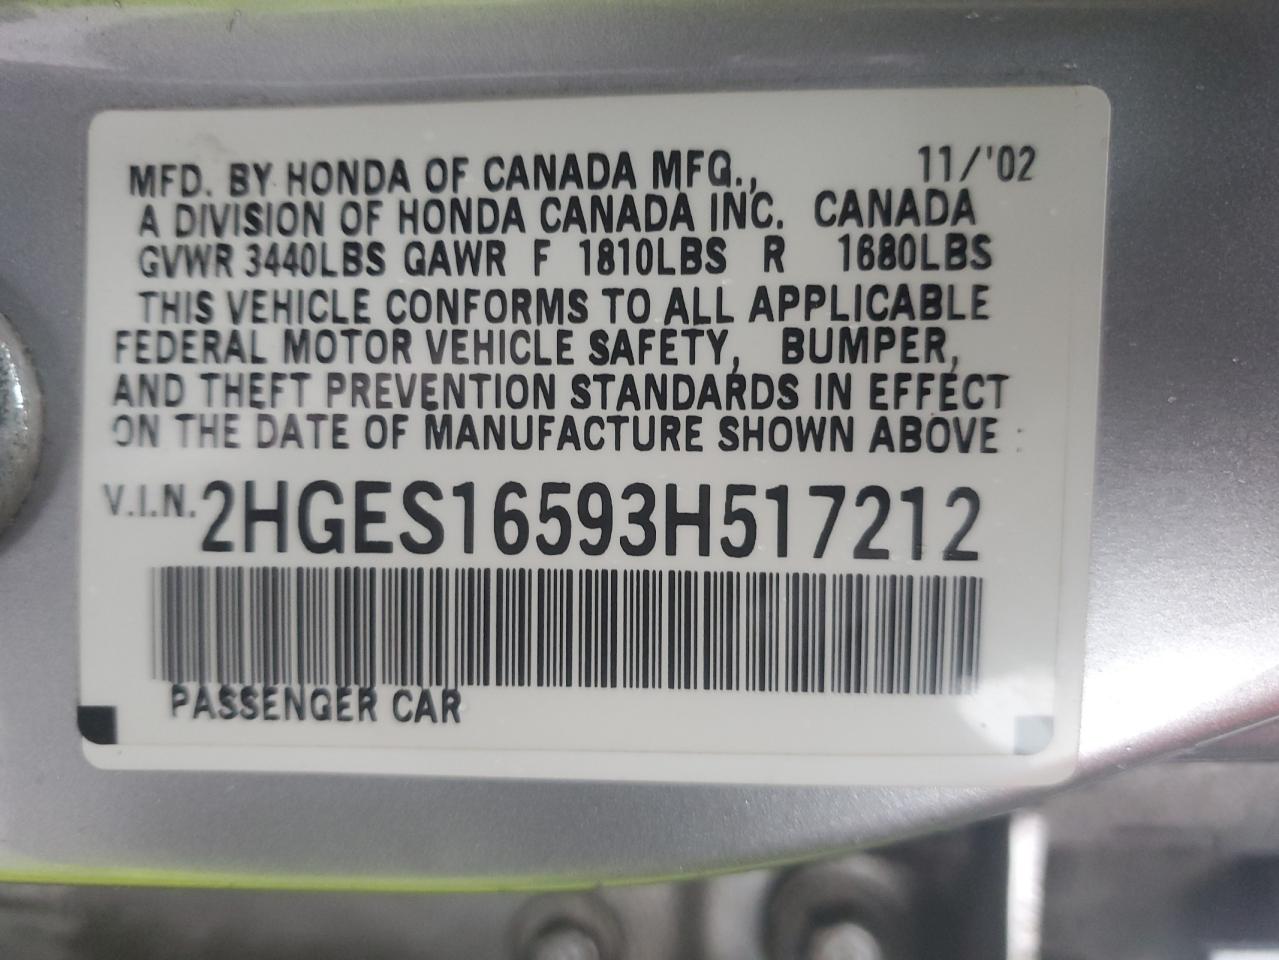 MFD. BY HONDA OF CANADA MFG., 11/'02
A DIVISION OF HONDA CANADA INC. CANADA
GVWR 3440LBS GAWR F 1810LBS R 1680LBS
THIS VEHICLE CONFORMS TO ALL APPLICABLE
FEDERAL MOTOR VEHICLE SAFETY, BUMPER,
AND THEFT PREVENTION STANDARDS IN EFFECT
ON THE DATE OF MANUFACTURE SHOWN ABOVE
V.I.N. 2HGES16593H517212
PASSENGER CAR